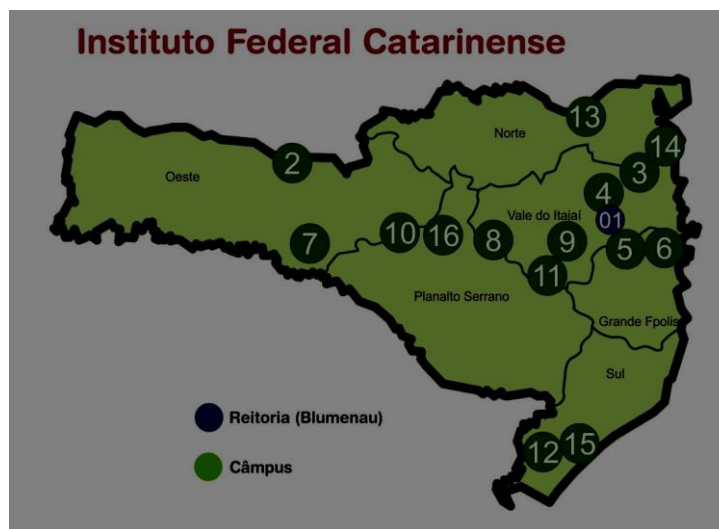 Instituto Federal Catarinense
13
Norte
14
2
3
Oeste
4
Vale do Itajaí
01
7
10
16
8
9
5
6
11
Planalto Serrano
Grande Fpolis
Sul
Reitoria (Blumenau)
12
15
Câmpus